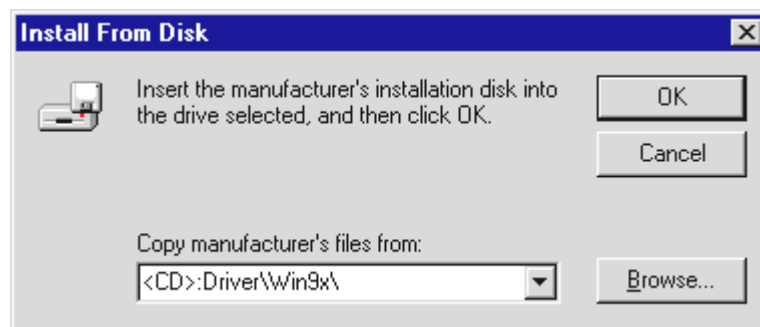 Install From Disk
Insert the manufacturer's installation disk into
the drive selected, and then click OK.
OK
Cancel
Copy manufacturer's files from:
<CD>:Driver\Win9x\
Browse...